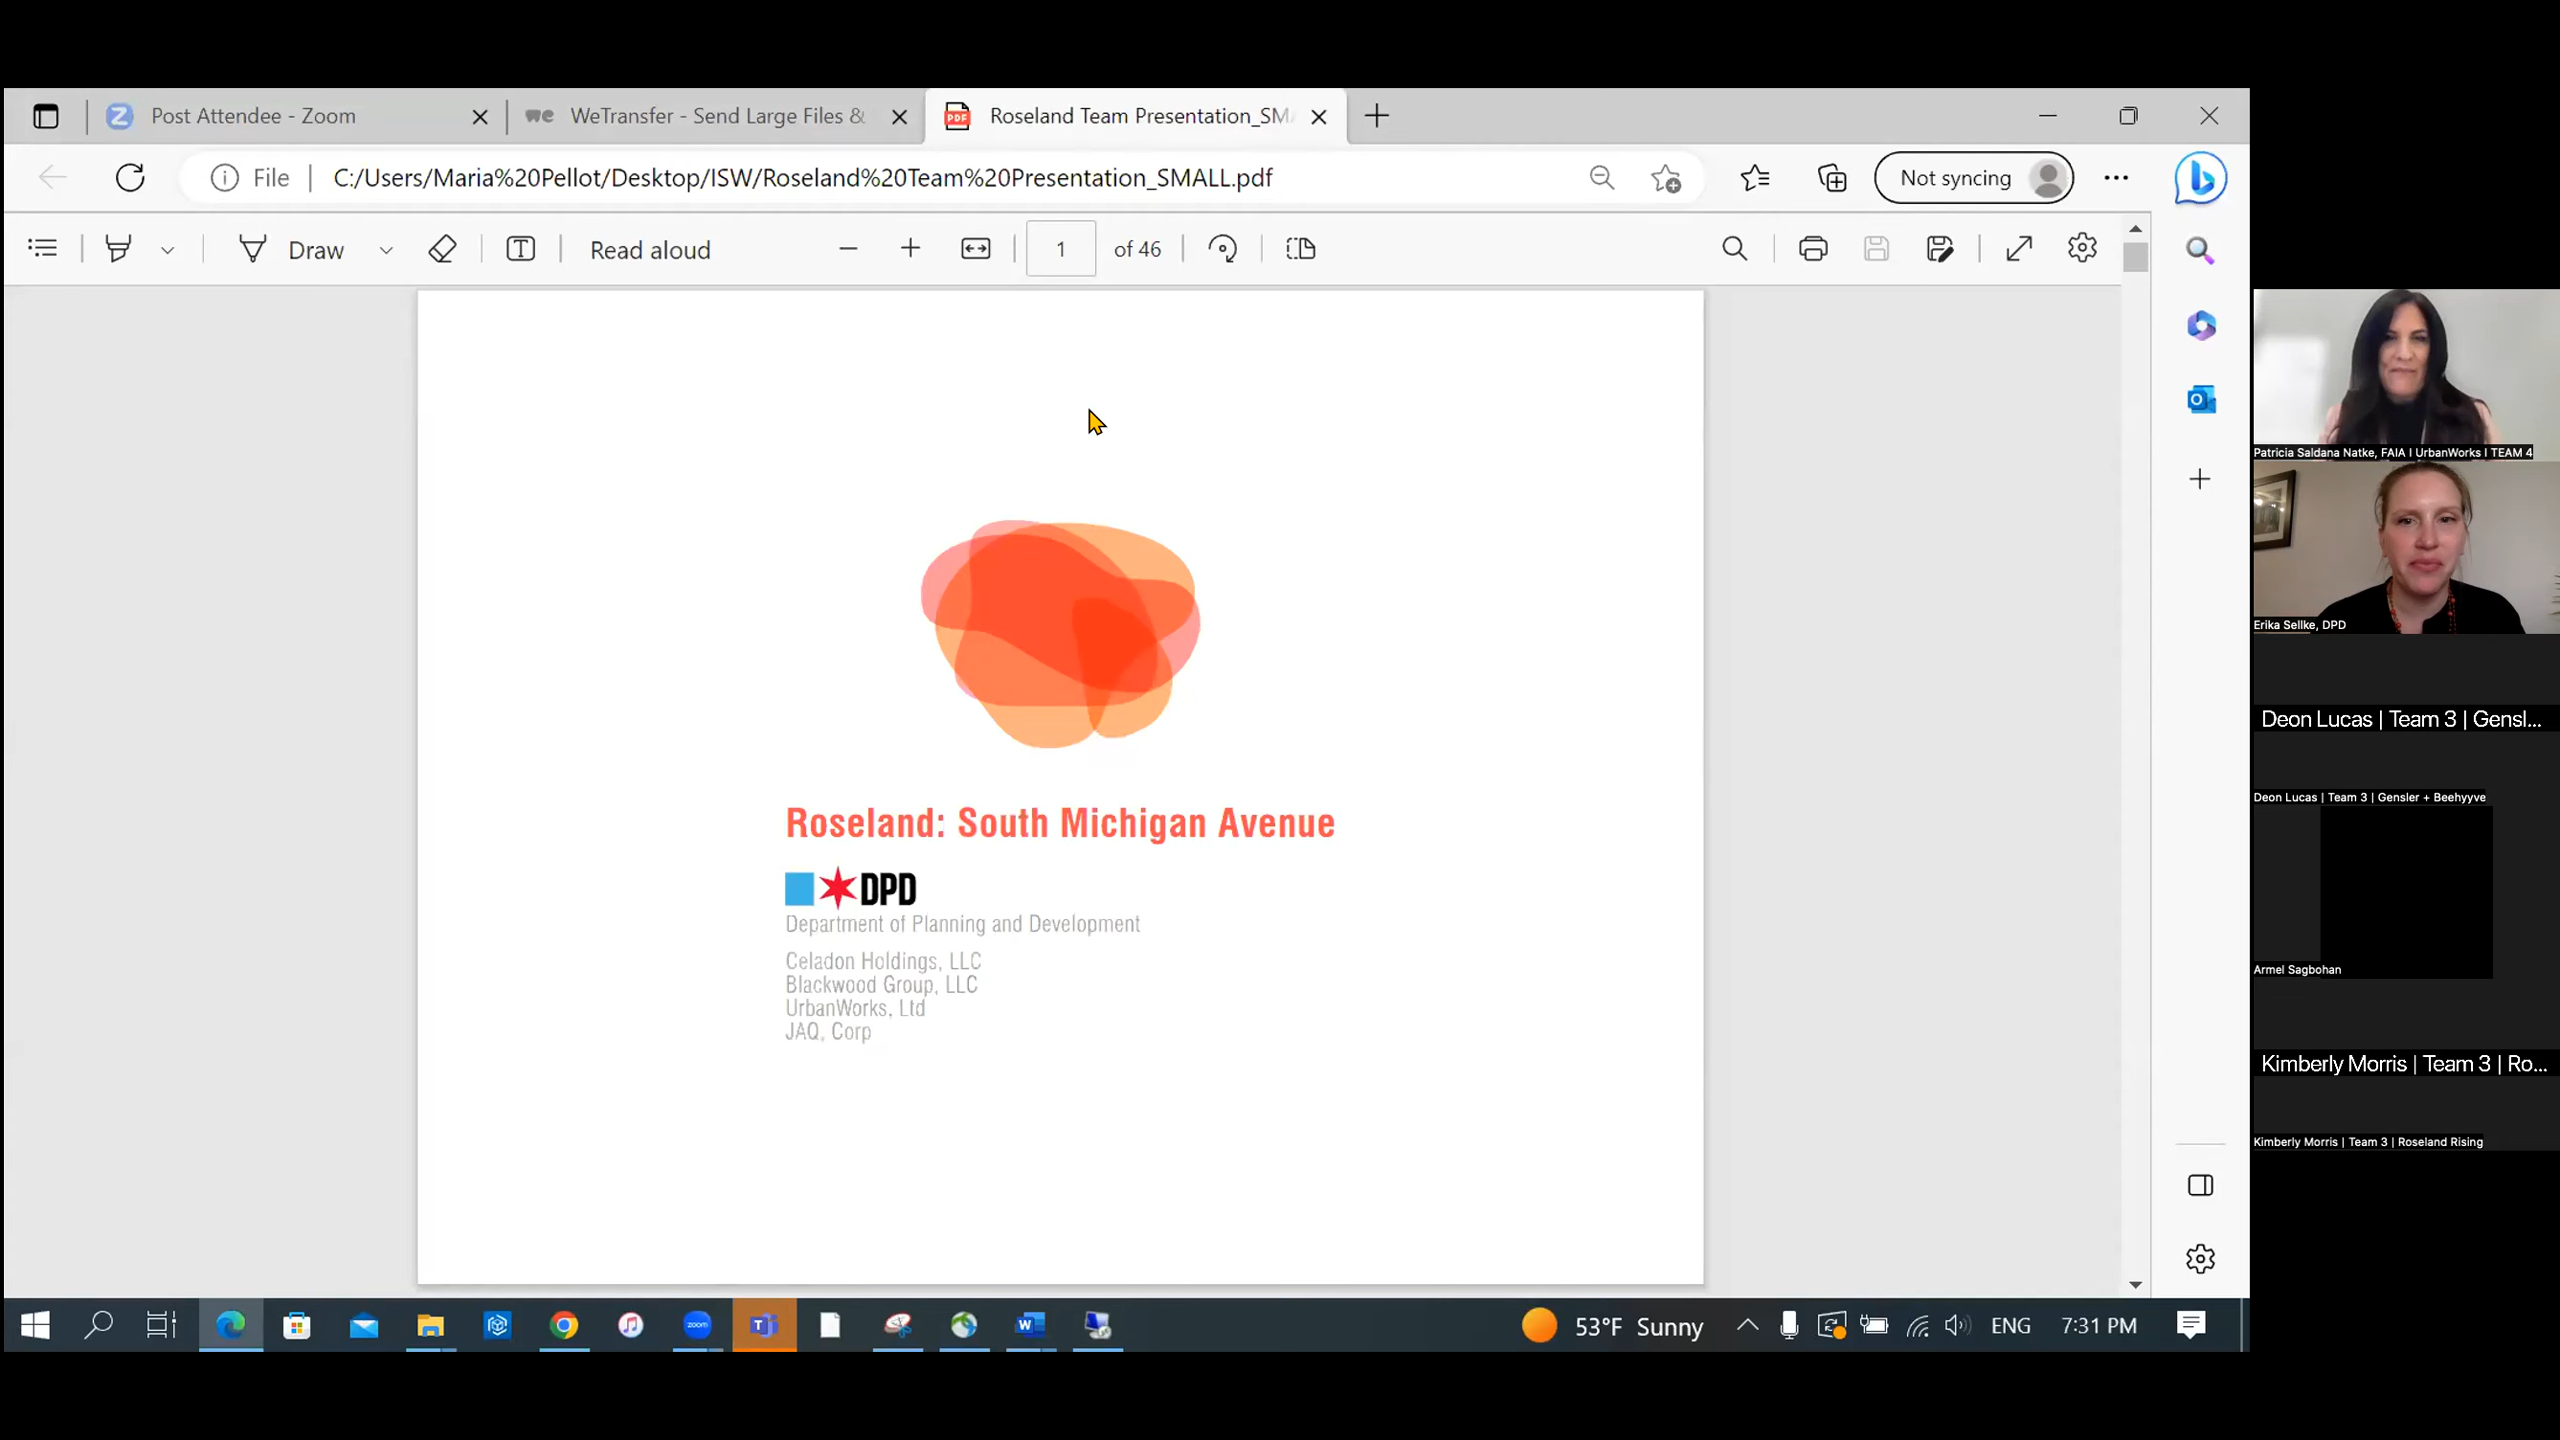 Post Attendee - Zoom
WeTransfer - Send Large Files &
Roseland Team Presentation_SM
File
C:/Users/Maria%20Pellot/Desktop/ISW/Roseland%20Team%20Presentation_SMALL.pdf
Not syncing
Draw
Read aloud
1 of 46
Roseland: South Michigan Avenue
DPD
Department of Planning and Development
Celadon Holdings, LLC
Blackwood Group, LLC
UrbanWorks, Ltd
JAQ, Corp
Patricia Saldana Natke, FAIA I UrbanWorks I TEAM 4
Erika Sellke, DPD
Deon Lucas | Team 3 | Gensl...
Deon Lucas | Team 3 | Gensler + Beehyyve
Armel Sagbohan
Kimberly Morris | Team 3 | Ro...
Kimberly Morris | Team 3 | Roseland Rising
53°F Sunny
ENG
7:31 PM